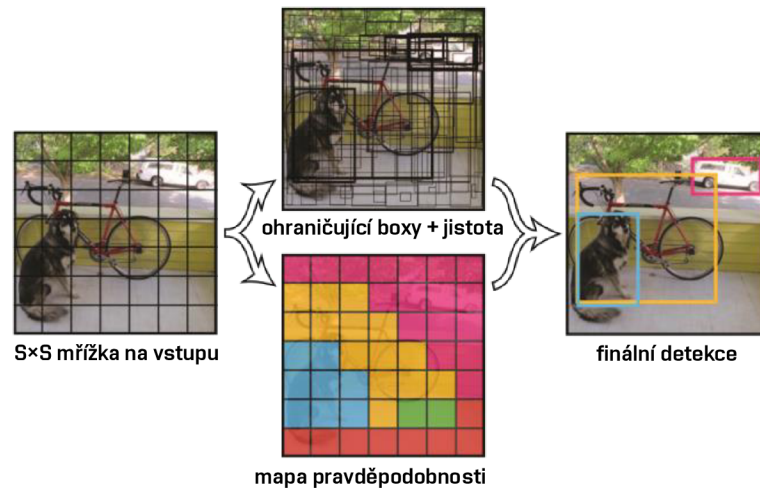 S×S mřížka na vstupu
ohraničující boxy + jistota
mapa pravděpodobnosti
finální detekce